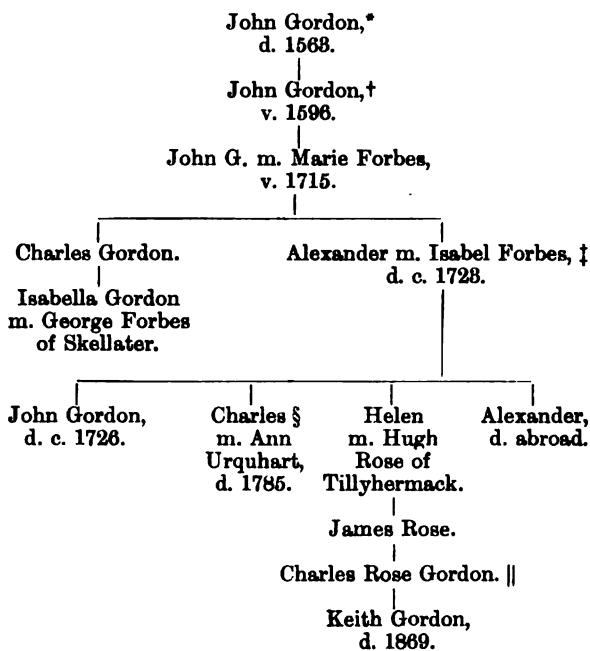 John Gordon,*
d. 1563.
John Gordon,†
v. 1596.
John G. m. Marie Forbes,
v. 1715.
Charles Gordon.
Isabella Gordon
m. George Forbes
of Skellater.
Alexander m. Isabel Forbes, ‡
d. c. 1723.
John Gordon,
d. c. 1726.
Charles §
m. Ann
Urquhart,
d. 1785.
Helen
m. Hugh
Rose of
Tillyhermack.
James Rose.
Charles Rose Gordon. ||
Keith Gordon,
d. 1869.
Alexander,
d. abroad.